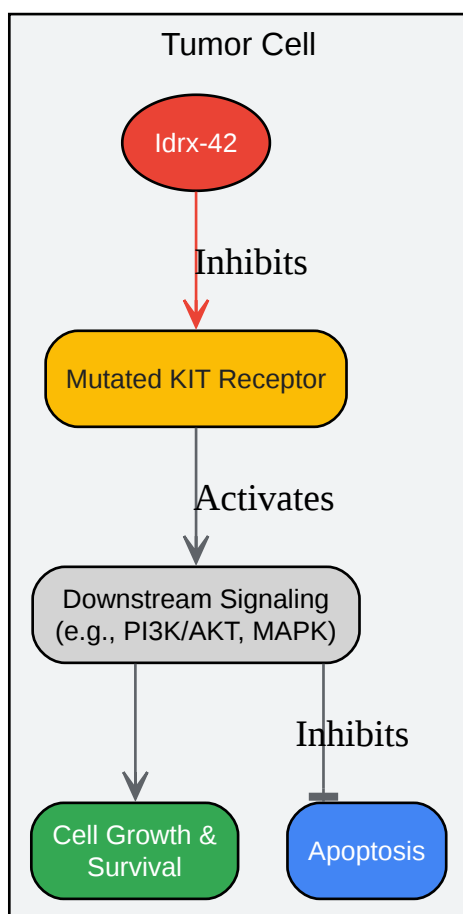 Tumor Cell
Idrx-42
Inhibits
Mutated KIT Receptor
Activates
Downstream Signaling
(e.g., PI3K/AKT, MAPK)
Inhibits
Cell Growth &
Survival
Apoptosis